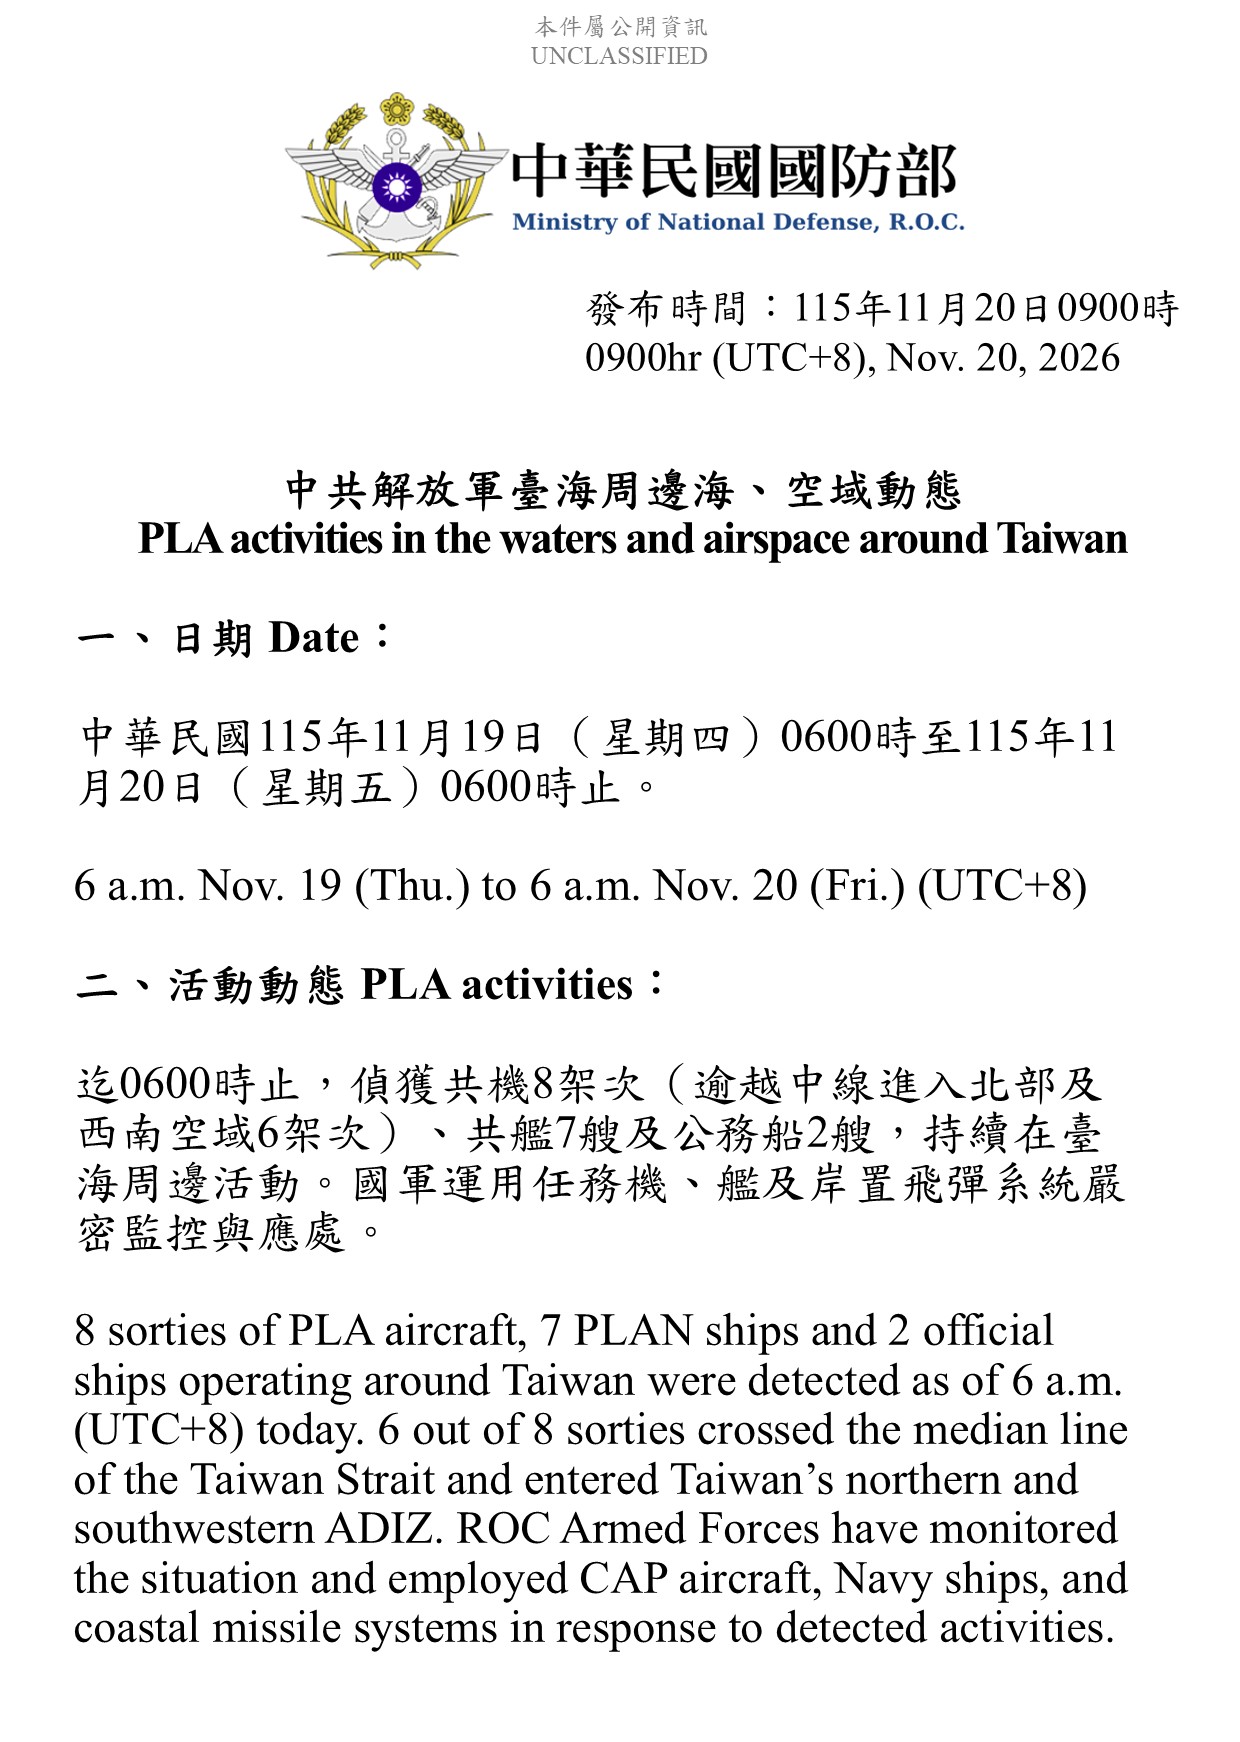 本件屬公開資訊
UNCLASSIFIED
中華民國國防部
Ministry of National Defense, R.O.C.
發布時間：115年11月20日0900時
0900hr (UTC+8), Nov. 20, 2026
中共解放軍臺海周邊海、空域動態
PLA activities in the waters and airspace around Taiwan
一、日期 Date：
中華民國115年11月19日（星期四）0600時至115年11
月20日（星期五）0600時止。
6 a.m. Nov. 19 (Thu.) to 6 a.m. Nov. 20 (Fri.) (UTC+8)
二、活動動態 PLA activities：
迄0600時止，偵獲共機8架次（逾越中線進入北部及
西南空域6架次）、共艦7艘及公務船2艘，持續在臺
海周邊活動。國軍運用任務機、艦及岸置飛彈系統嚴
密監控與應處。
8 sorties of PLA aircraft, 7 PLAN ships and 2 official
ships operating around Taiwan were detected as of 6 a.m.
(UTC+8) today. 6 out of 8 sorties crossed the median line
of the Taiwan Strait and entered Taiwan’s northern and
southwestern ADIZ. ROC Armed Forces have monitored
the situation and employed CAP aircraft, Navy ships, and
coastal missile systems in response to detected activities.